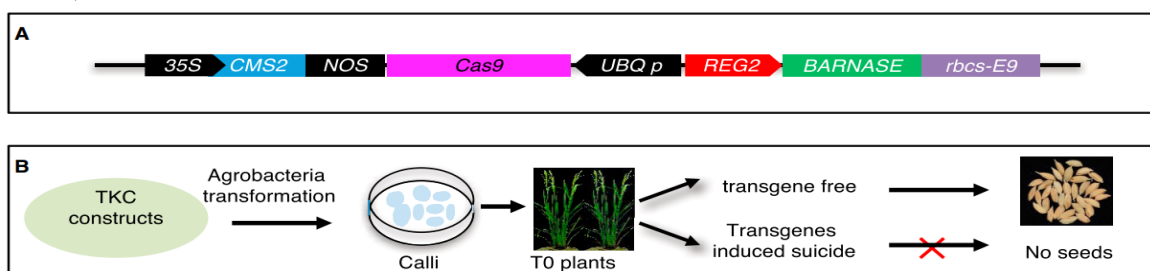 A
35S CMS2 NOS Cas9 UBQ p REG2 BARNASE rbcs-E9
B
TKC
constructs
Agrobacteria
transformation
Calli
T0 plants
transgene free
Transgenes
induced suicide
No seeds